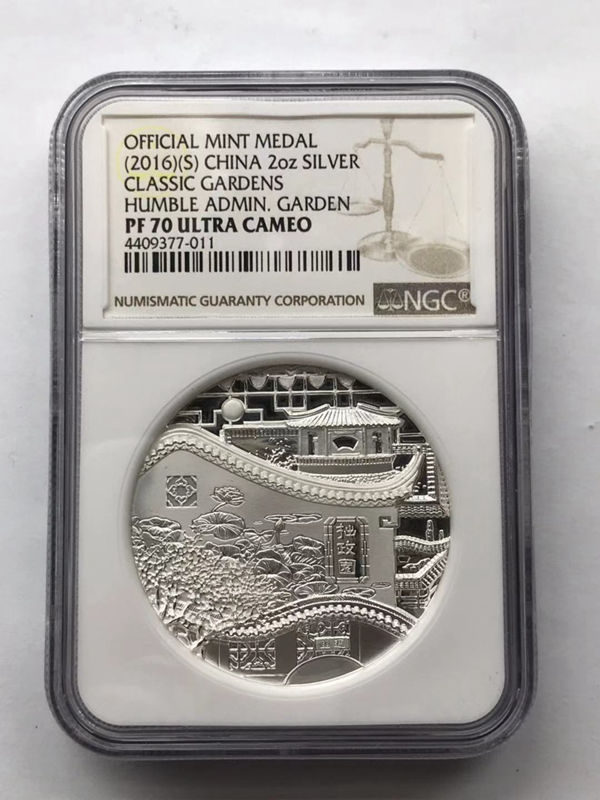 OFFICIAL MINT MEDAL
(2016)(S) CHINA 2oz SILVER
CLASSIC GARDENS
HUMBLE ADMIN. GARDEN
PF 70 ULTRA CAMEO
4409377-011
NUMISMATIC GUARANTY CORPORATION NGC®
拙政園